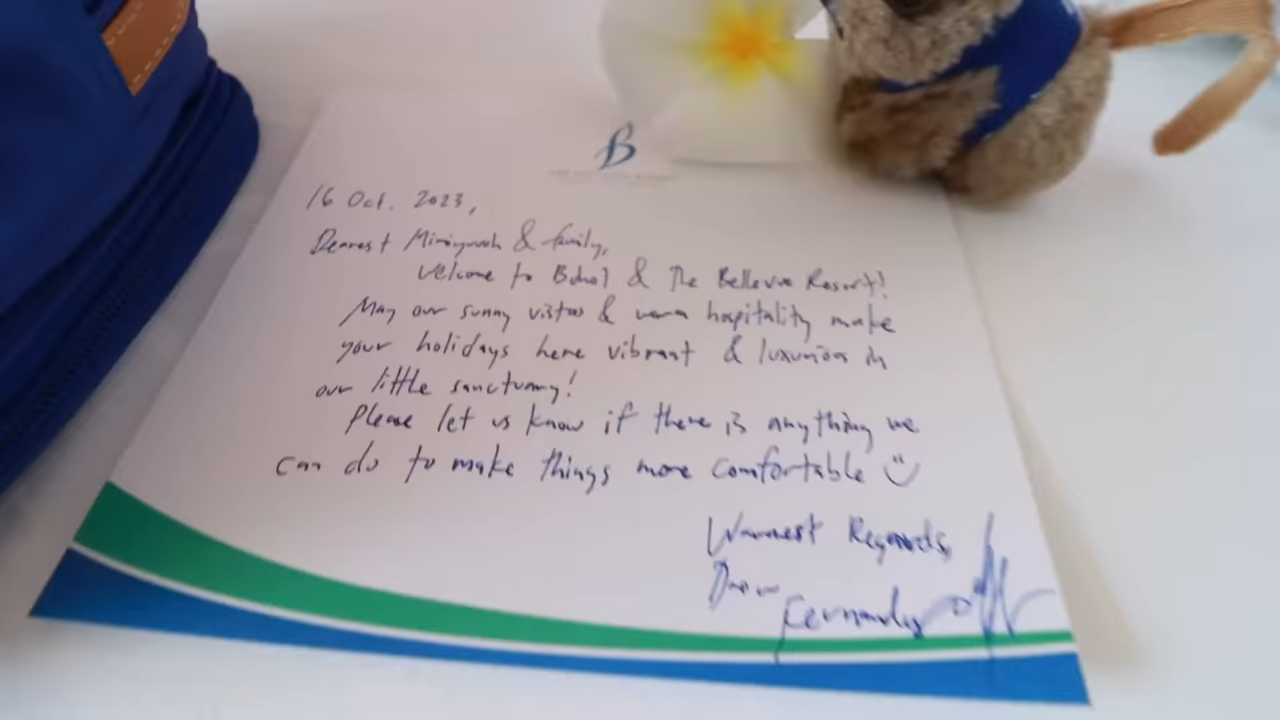 B
16 Oct. 2023,
Dearest & family,
Welcome to Bohol & The Bellevue Resort!
May our sunny vistas & warm hospitality make
your holidays here vibrant & luxurious in
our little sanctuary!
Please let us know if there is anything we
can do to make things more comfortable
Warmest Regards,
Fernandez